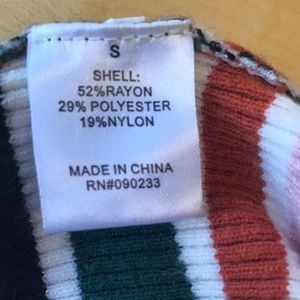 S
SHELL:
52%RAYON
29% POLYESTER
19%NYLON
MADE IN CHINA
RN#090233